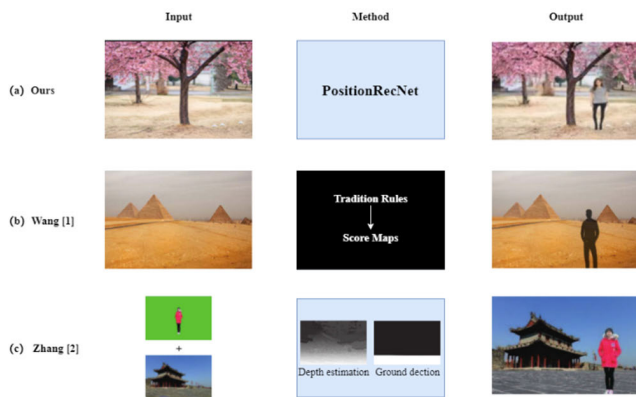 Input Method Output
(a) Ours
PositionRecNet
(b) Wang [1]
Tradition Rules
Score Maps
(c) Zhang [2]
+
Depth estimation Ground dection